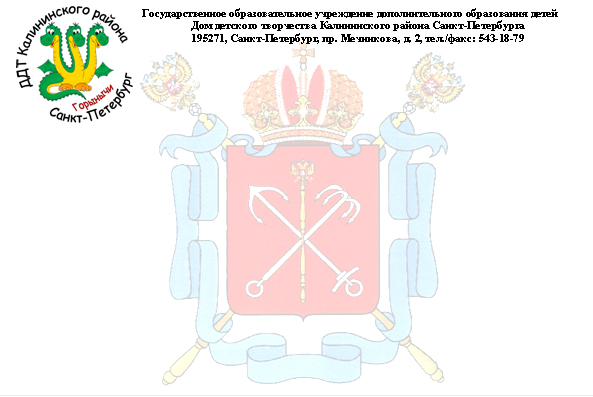 ДДТ Калининского района
Горынычи
Санкт-Петербург
Государственное образовательное учреждение дополнительного образования детей
Дом детского творчества Калининского района Санкт-Петербурга
195271, Санкт-Петербург, пр. Мечникова, д. 2, тел./факс: 543-18-79